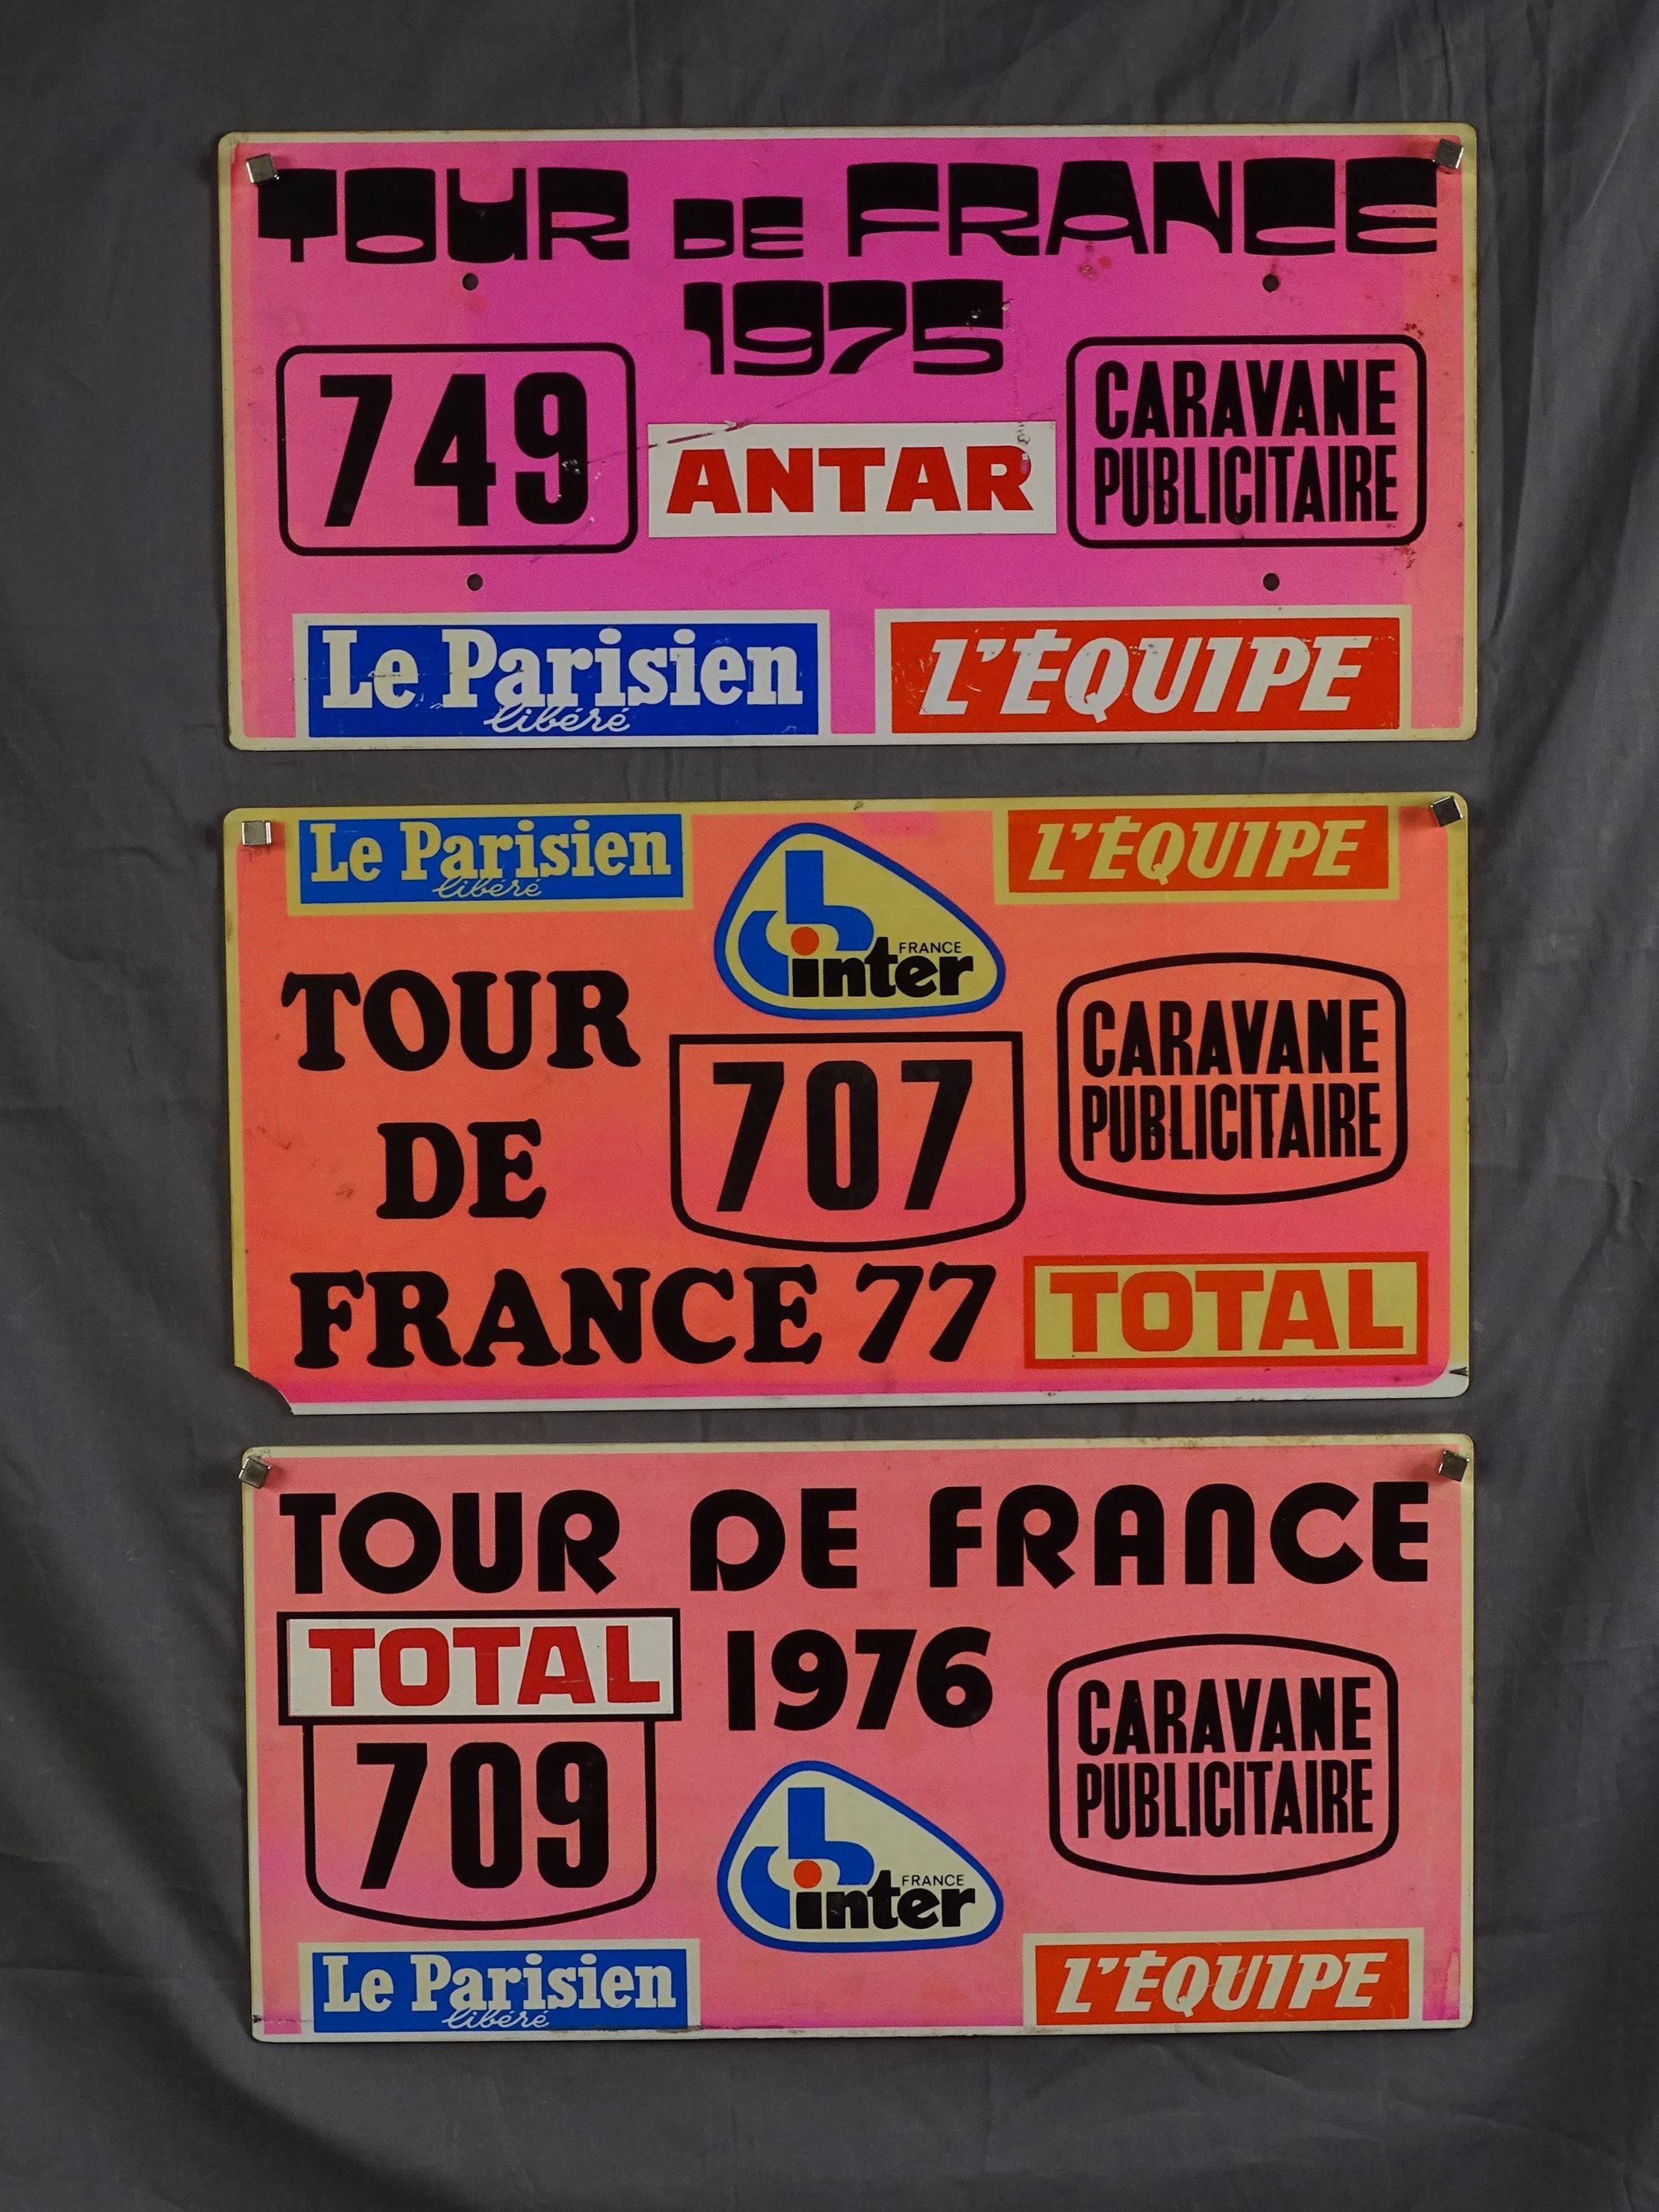 TOUR DE FRANCE
1975
749
ANTAR
CARAVANE
PUBLICITAIRE
Le Parisien
libéré
L'ÉQUIPE
Le Parisien
libéré
FRANCE
inter
L'ÉQUIPE
TOUR
DE
FRANCE 77
707
CARAVANE
PUBLICITAIRE
TOTAL
TOUR DE FRANCE
TOTAL
1976
709
CARAVANE
PUBLICITAIRE
FRANCE
inter
Le Parisien
libéré
L'ÉQUIPE